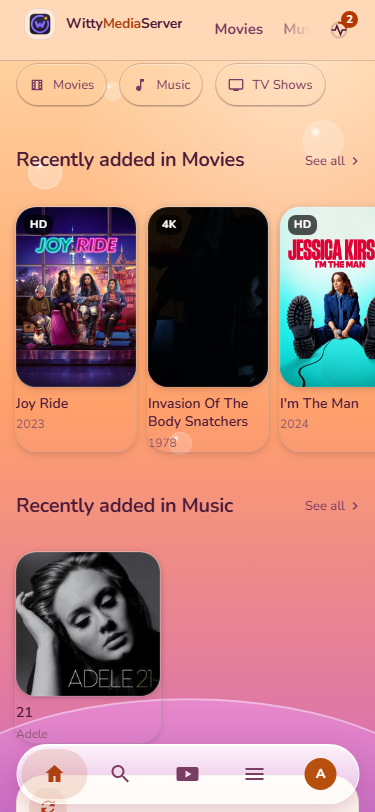 WittyMediaServer
Movies
Mus
2
Movies
Music
TV Shows
Recently added in Movies
See all
HD
JOY RIDE
4K
HD
JESSICA KIRS
I'M THE MAN
Joy Ride
2023
Invasion Of The
Body Snatchers
1978
I'm The Man
2024
Recently added in Music
See all
ADELE 21
21
Adele
A